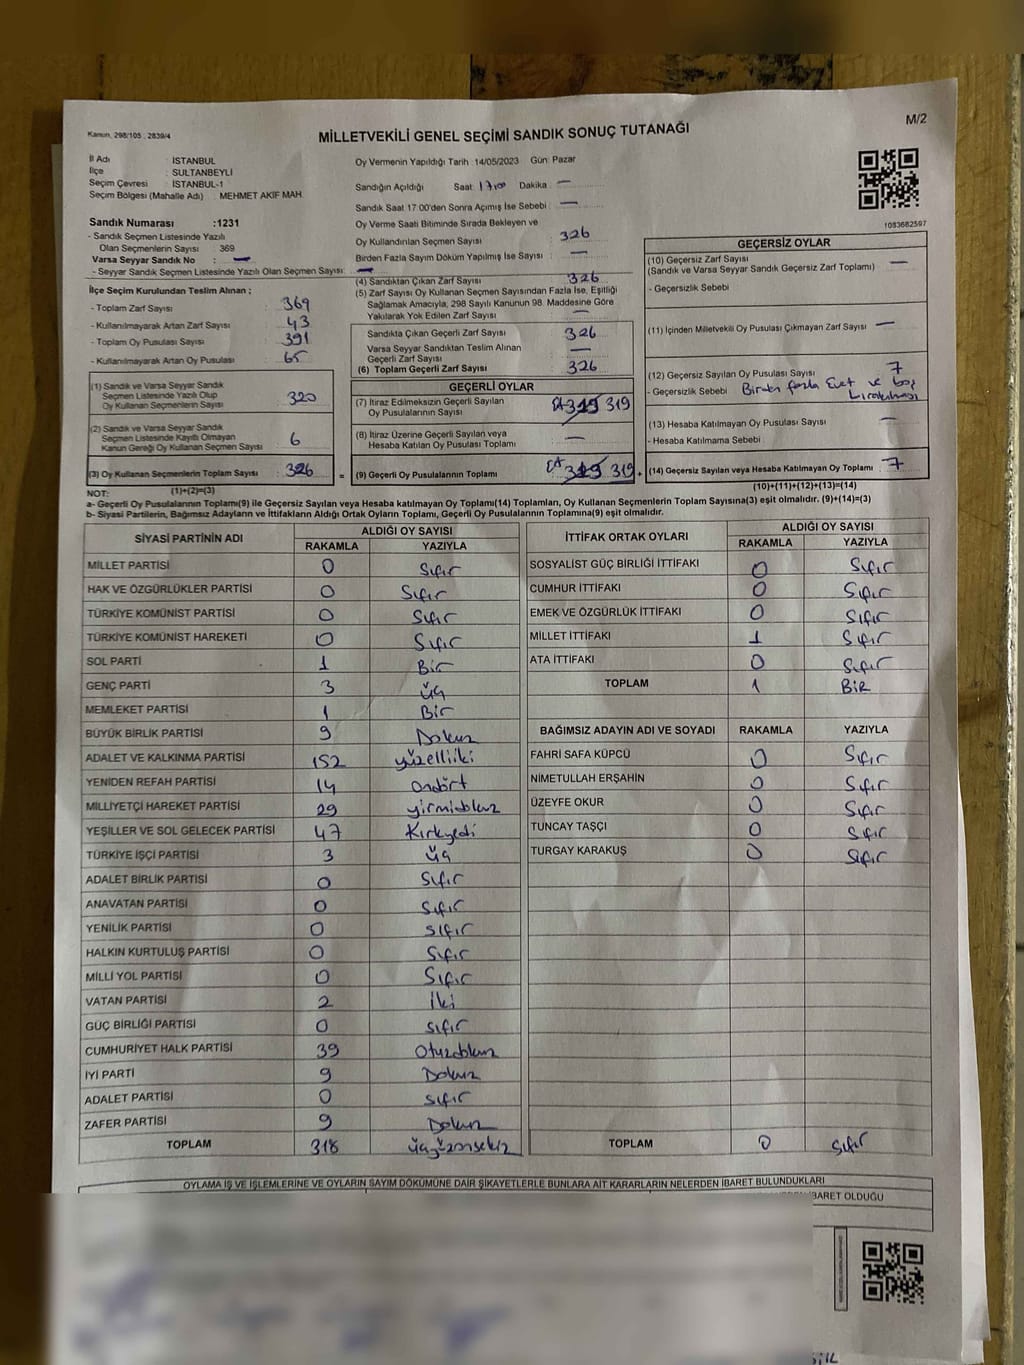 Kanun, 298/105 , 2839/4
M/2
MİLLETVEKİLİ GENEL SEÇİMİ SANDIK SONUÇ TUTANAĞI
İl Adı : İSTANBUL
İlçe : SULTANBEYLİ
Seçim Çevresi : İSTANBUL-1
Seçim Bölgesi (Mahalle Adı) : MEHMET AKİF MAH.
Sandık Numarası :1231
- Sandık Seçmen Listesinde Yazılı
Olan Seçmenlerin Sayısı 369
Varsa Seyyar Sandık No : —
- Seyyar Sandık Seçmen Listesinde Yazılı Olan Seçmen Sayısı: —
İlçe Seçim Kurulundan Teslim Alınan ;
- Toplam Zarf Sayısı : 369
- Kullanılmayarak Artan Zarf Sayısı : 43
- Toplam Oy Pusulası Sayısı : 391
- Kullanılmayarak Artan Oy Pusulası : 65
(1) Sandık ve Varsa Seyyar Sandık
Seçmen Listesinde Yazılı Olup
Oy Kullanan Seçmenlerin Sayısı : 320
(2) Sandık ve Varsa Seyyar Sandık
Seçmen Listesinde Kayıtlı Olmayan
Kanun Gereği Oy Kullanan Seçmen Sayısı : 6
(3) Oy Kullanan Seçmenlerin Toplam Sayısı : 326
(1)+(2)=(3)
Oy Vermenin Yapıldığı Tarih :14/05/2023 Gün: Pazar
Sandığın Açıldığı Saat: 17.00 Dakika : —
Sandık Saat 17:00'den Sonra Açımış İse Sebebi : —
Oy Verme Saati Bitiminde Sırada Bekleyen ve
Oy Kullandırılan Seçmen Sayısı : 326
Birden Fazla Sayım Döküm Yapılmış İse Sayısı : —
(4) Sandıktan Çıkan Zarf Sayısı : 326
(5) Zarf Sayısı Oy Kullanan Seçmen Sayısından Fazla İse, Eşitliği
Sağlamak Amacıyla, 298 Sayılı Kanunun 98. Maddesine Göre
Yakılarak Yok Edilen Zarf Sayısı : —
Sandıkta Çıkan Geçerli Zarf Sayısı : 326
Varsa Seyyar Sandıktan Teslim Alınan
Geçerli Zarf Sayısı : —
(6) Toplam Geçerli Zarf Sayısı : 326
GEÇERLİ OYLAR
(7) İtiraz Edilmeksizin Geçerli Sayılan
Oy Pusulalarının Sayısı : 319
(8) İtiraz Üzerine Geçerli Sayılan veya
Hesaba Katılan Oy Pusulası Toplamı : —
= (9) Geçerli Oy Pusulalarının Toplamı : 319 +
1083682597
GEÇERSİZ OYLAR
(10) Geçersiz Zarf Sayısı
(Sandık ve Varsa Seyyar Sandık Geçersiz Zarf Toplamı) : —
- Geçersizlik Sebebi :
(11) İçinden Milletvekili Oy Pusulası Çıkmayan Zarf Sayısı : —
(12) Geçersiz Sayılan Oy Pusulası Sayısı : 7
- Geçersizlik Sebebi : Birden fazla Evet ve boş
bırakılması
(13) Hesaba Katılmayan Oy Pusulası Sayısı : —
- Hesaba Katılmama Sebebi :
(14) Geçersiz Sayılan veya Hesaba Katılmayan Oy Toplamı : 7
(10)+(11)+(12)+(13)=(14)
NOT:
a- Geçerli Oy Pusulalarının Toplamı(9) ile Geçersiz Sayılan veya Hesaba katılmayan Oy Toplamı(14) Toplamları, Oy Kullanan Seçmenlerin Toplam Sayısına(3) eşit olmalıdır. (9)+(14)=(3)
b- Siyasi Partilerin, Bağımsız Adayların ve İttifakların Aldığı Ortak Oyların Toplamı, Geçerli Oy Pusulalarının Toplamına(9) eşit olmalıdır.
SİYASİ PARTİNİN ADI ALDIĞI OY SAYISI
RAKAMLA YAZIYLA
MİLLET PARTİSİ 0 Sıfır
HAK VE ÖZGÜRLÜKLER PARTİSİ 0 Sıfır
TÜRKİYE KOMÜNİST PARTİSİ 0 Sıfır
TÜRKİYE KOMÜNİST HAREKETİ 0 Sıfır
SOL PARTİ 1 Bir
GENÇ PARTİ 3 üç
MEMLEKET PARTİSİ 1 Bir
BÜYÜK BİRLİK PARTİSİ 9 Dokuz
ADALET VE KALKINMA PARTİSİ 152 yüzelliiki
YENİDEN REFAH PARTİSİ 14 ondört
MİLLİYETÇİ HAREKET PARTİSİ 29 yirmidokuz
YEŞİLLER VE SOL GELECEK PARTİSİ 47 Kırkyedi
TÜRKİYE İŞÇİ PARTİSİ 3 üç
ADALET BİRLİK PARTİSİ 0 Sıfır
ANAVATAN PARTİSİ 0 Sıfır
YENİLİK PARTİSİ 0 sıfır
HALKIN KURTULUŞ PARTİSİ 0 Sıfır
MİLLİ YOL PARTİSİ 0 Sıfır
VATAN PARTİSİ 2 iki
GÜÇ BİRLİĞİ PARTİSİ 0 sıfır
CUMHURİYET HALK PARTİSİ 39 Otuzdokuz
İYİ PARTİ 9 Dokuz
ADALET PARTİSİ 0 sıfır
ZAFER PARTİSİ 9 Dokuz
TOPLAM 318 üçyüzonsekiz
İTTİFAK ORTAK OYLARI ALDIĞI OY SAYISI
RAKAMLA YAZIYLA
SOSYALİST GÜÇ BİRLİĞİ İTTİFAKI 0 Sıfır
CUMHUR İTTİFAKI 0 Sıfır
EMEK VE ÖZGÜRLÜK İTTİFAKI 0 Sıfır
MİLLET İTTİFAKI 1 Sıfır
ATA İTTİFAKI 0 Sıfır
TOPLAM 1 BİR
BAĞIMSIZ ADAYIN ADI VE SOYADI RAKAMLA YAZIYLA
FAHRİ SAFA KÜPCÜ 0 Sıfır
NİMETULLAH ERŞAHİN 0 Sıfır
ÜZEYFE OKUR 0 Sıfır
TUNCAY TAŞÇI 0 Sıfır
TURGAY KARAKUŞ 0 Sıfır
TOPLAM 0 Sıfır
OYLAMA İŞ VE İŞLEMLERİNE VE OYLARIN SAYIM DÖKÜMÜNE DAİR ŞİKAYETLERLE BUNLARA AİT KARARLARIN NELERDEN İBARET BULUNDUKLARI
İBARET OLDUĞU